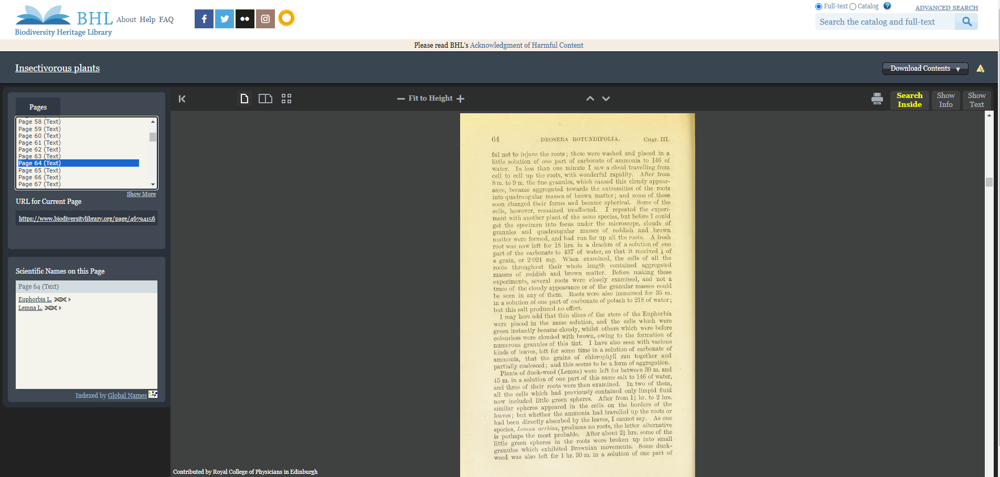 BHL
Biodiversity Heritage Library
About Help FAQ
Full-text Catalog
ADVANCED SEARCH
Search the catalog and full-text
Please read BHL's Acknowledgment of Harmful Content
Insectivorous plants
Download Contents
Pages
Page 58 (Text)
Page 59 (Text)
Page 60 (Text)
Page 61 (Text)
Page 62 (Text)
Page 63 (Text)
Page 64 (Text)
Page 65 (Text)
Page 66 (Text)
Page 67 (Text)
Show More
URL for Current Page
https://www.biodiversitylibrary.org/page/46794156
Scientific Names on this Page
Page 64 (Text)
Euphorbia L.
Lemna L.
Indexed by Global Names
Fit to Height
Search Inside
Show Info
Show Text
64 DROSERA ROTUNDIFOLIA. CHAP. III.
ful not to injure the roots; these were washed and placed in a
little solution of one part of carbonate of ammonia to 146 of
water. In less than one minute I saw a cloud travelling from
cell to cell up the roots, with wonderful rapidity. After from
8 m. to 9 m. the fine granules, which caused this cloudy appear-
ance, became aggregated towards the extremities of the roots
into quadrangular masses of brown matter; and some of these
soon changed their forms and became spherical. Some of the
cells, however, remained unaffected. I repeated the experi-
ment with another plant of the same species, but before I could
get the specimen into focus under the microscope, clouds of
granules and quadrangular masses of reddish and brown
matter were formed, and had run far up all the roots. A fresh
root was now left for 18 hrs. in a drachm of a solution of one
part of the carbonate to 437 of water, so that it received ⅛ of
a grain, or 2·024 mg. When examined, the cells of all the
roots throughout their whole length contained aggregated
masses of reddish and brown matter. Before making these
experiments, several roots were closely examined, and not a
trace of the cloudy appearance or of the granular masses could
be seen in any of them. Roots were also immersed for 35 m.
in a solution of one part of carbonate of potash to 218 of water;
but this salt produced no effect.
I may here add that thin slices of the stem of the Euphorbia
were placed in the same solution, and the cells which were
green instantly became cloudy, whilst others which were before
colourless were clouded with brown, owing to the formation of
numerous granules of this tint. I have also seen with various
kinds of leaves, left for some time in a solution of carbonate of
ammonia, that the grains of chlorophyll ran together and
partially coalesced; and this seems to be a form of aggregation.
Plants of duck-weed (Lemna) were left for between 30 m. and
45 m. in a solution of one part of this same salt to 146 of water,
and three of their roots were then examined. In two of them,
all the cells which had previously contained only limpid fluid
now included little green spheres. After from 1½ hr. to 2 hrs.
similar spheres appeared in the cells on the borders of the
leaves; but whether the ammonia had travelled up the roots or
had been directly absorbed by the leaves, I cannot say. As one
species, Lemna arrhiza, produces no roots, the latter alternative
is perhaps the most probable. After about 2½ hrs. some of the
little green spheres in the roots were broken up into small
granules which exhibited Brownian movements. Some duck-
weed was also left for 1 hr. 30 m. in a solution of one part of
Contributed by Royal College of Physicians in Edinburgh